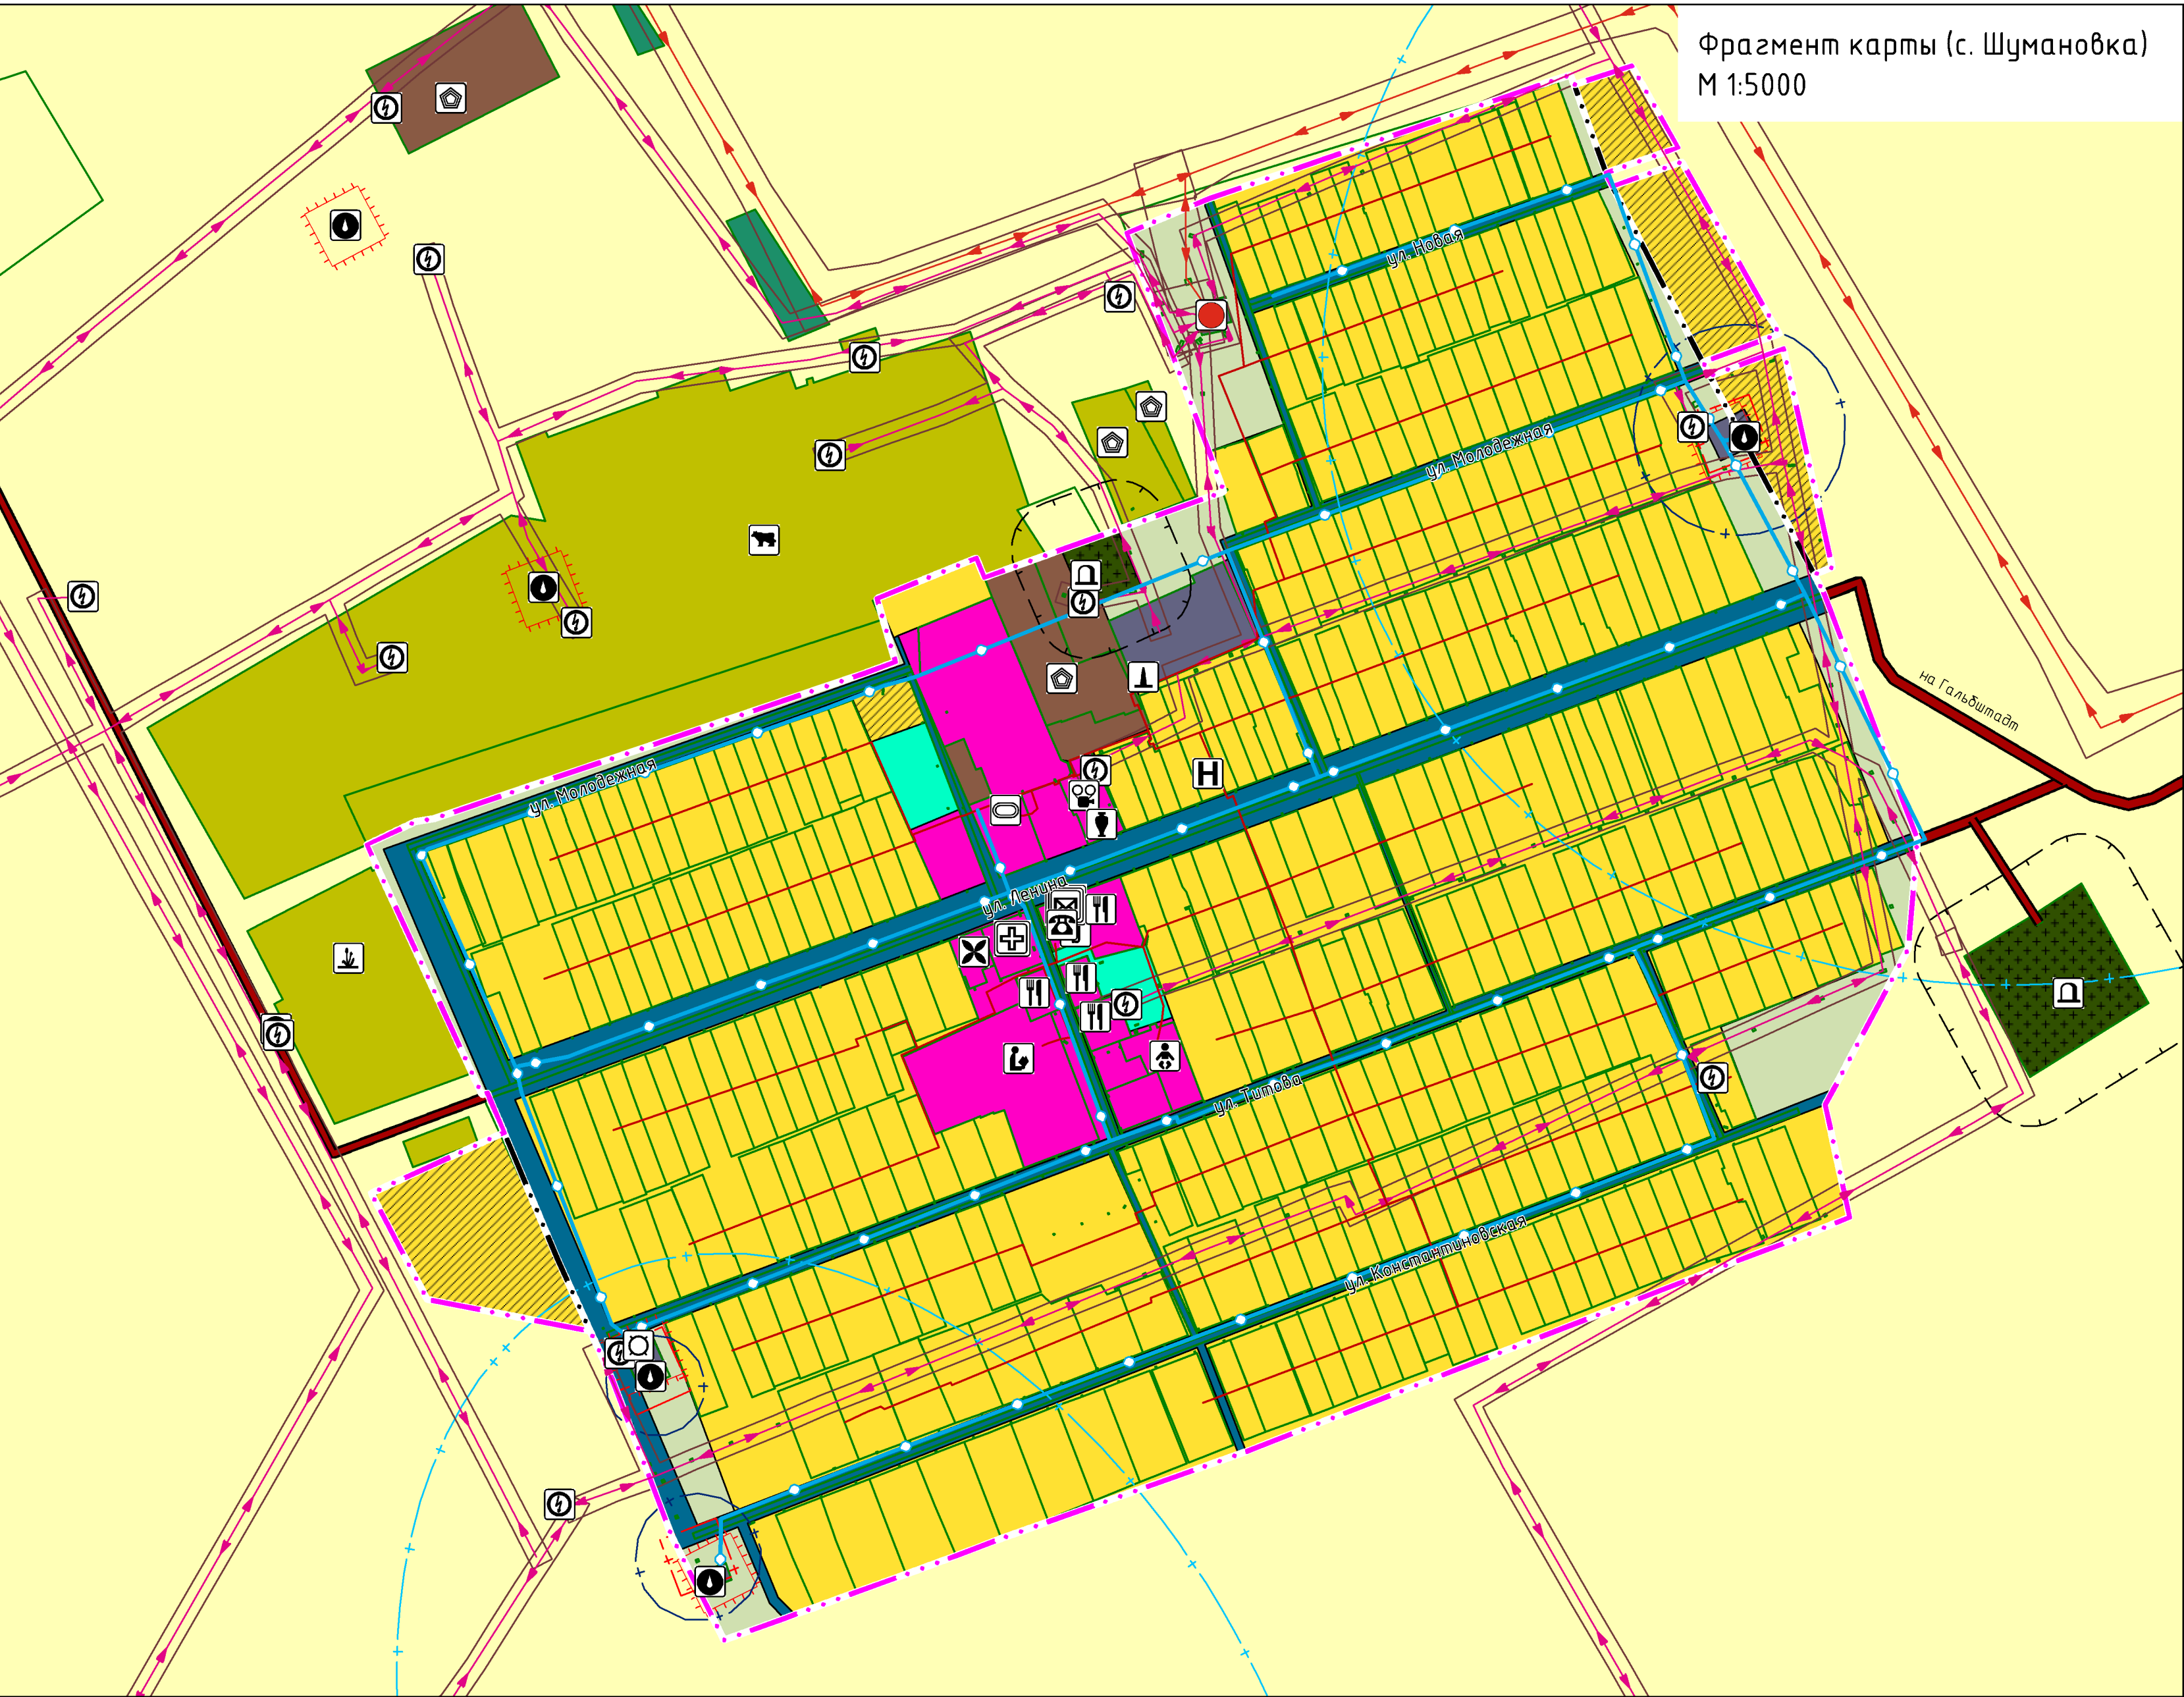 Фрагмент карты (с. Шумановка)
М 1:5000
ул. Новая
ул. Молодежная
на Гальбштадт
H
ул. Молодежная
ул. Ленина
ул. Титова
ул. Константиновская